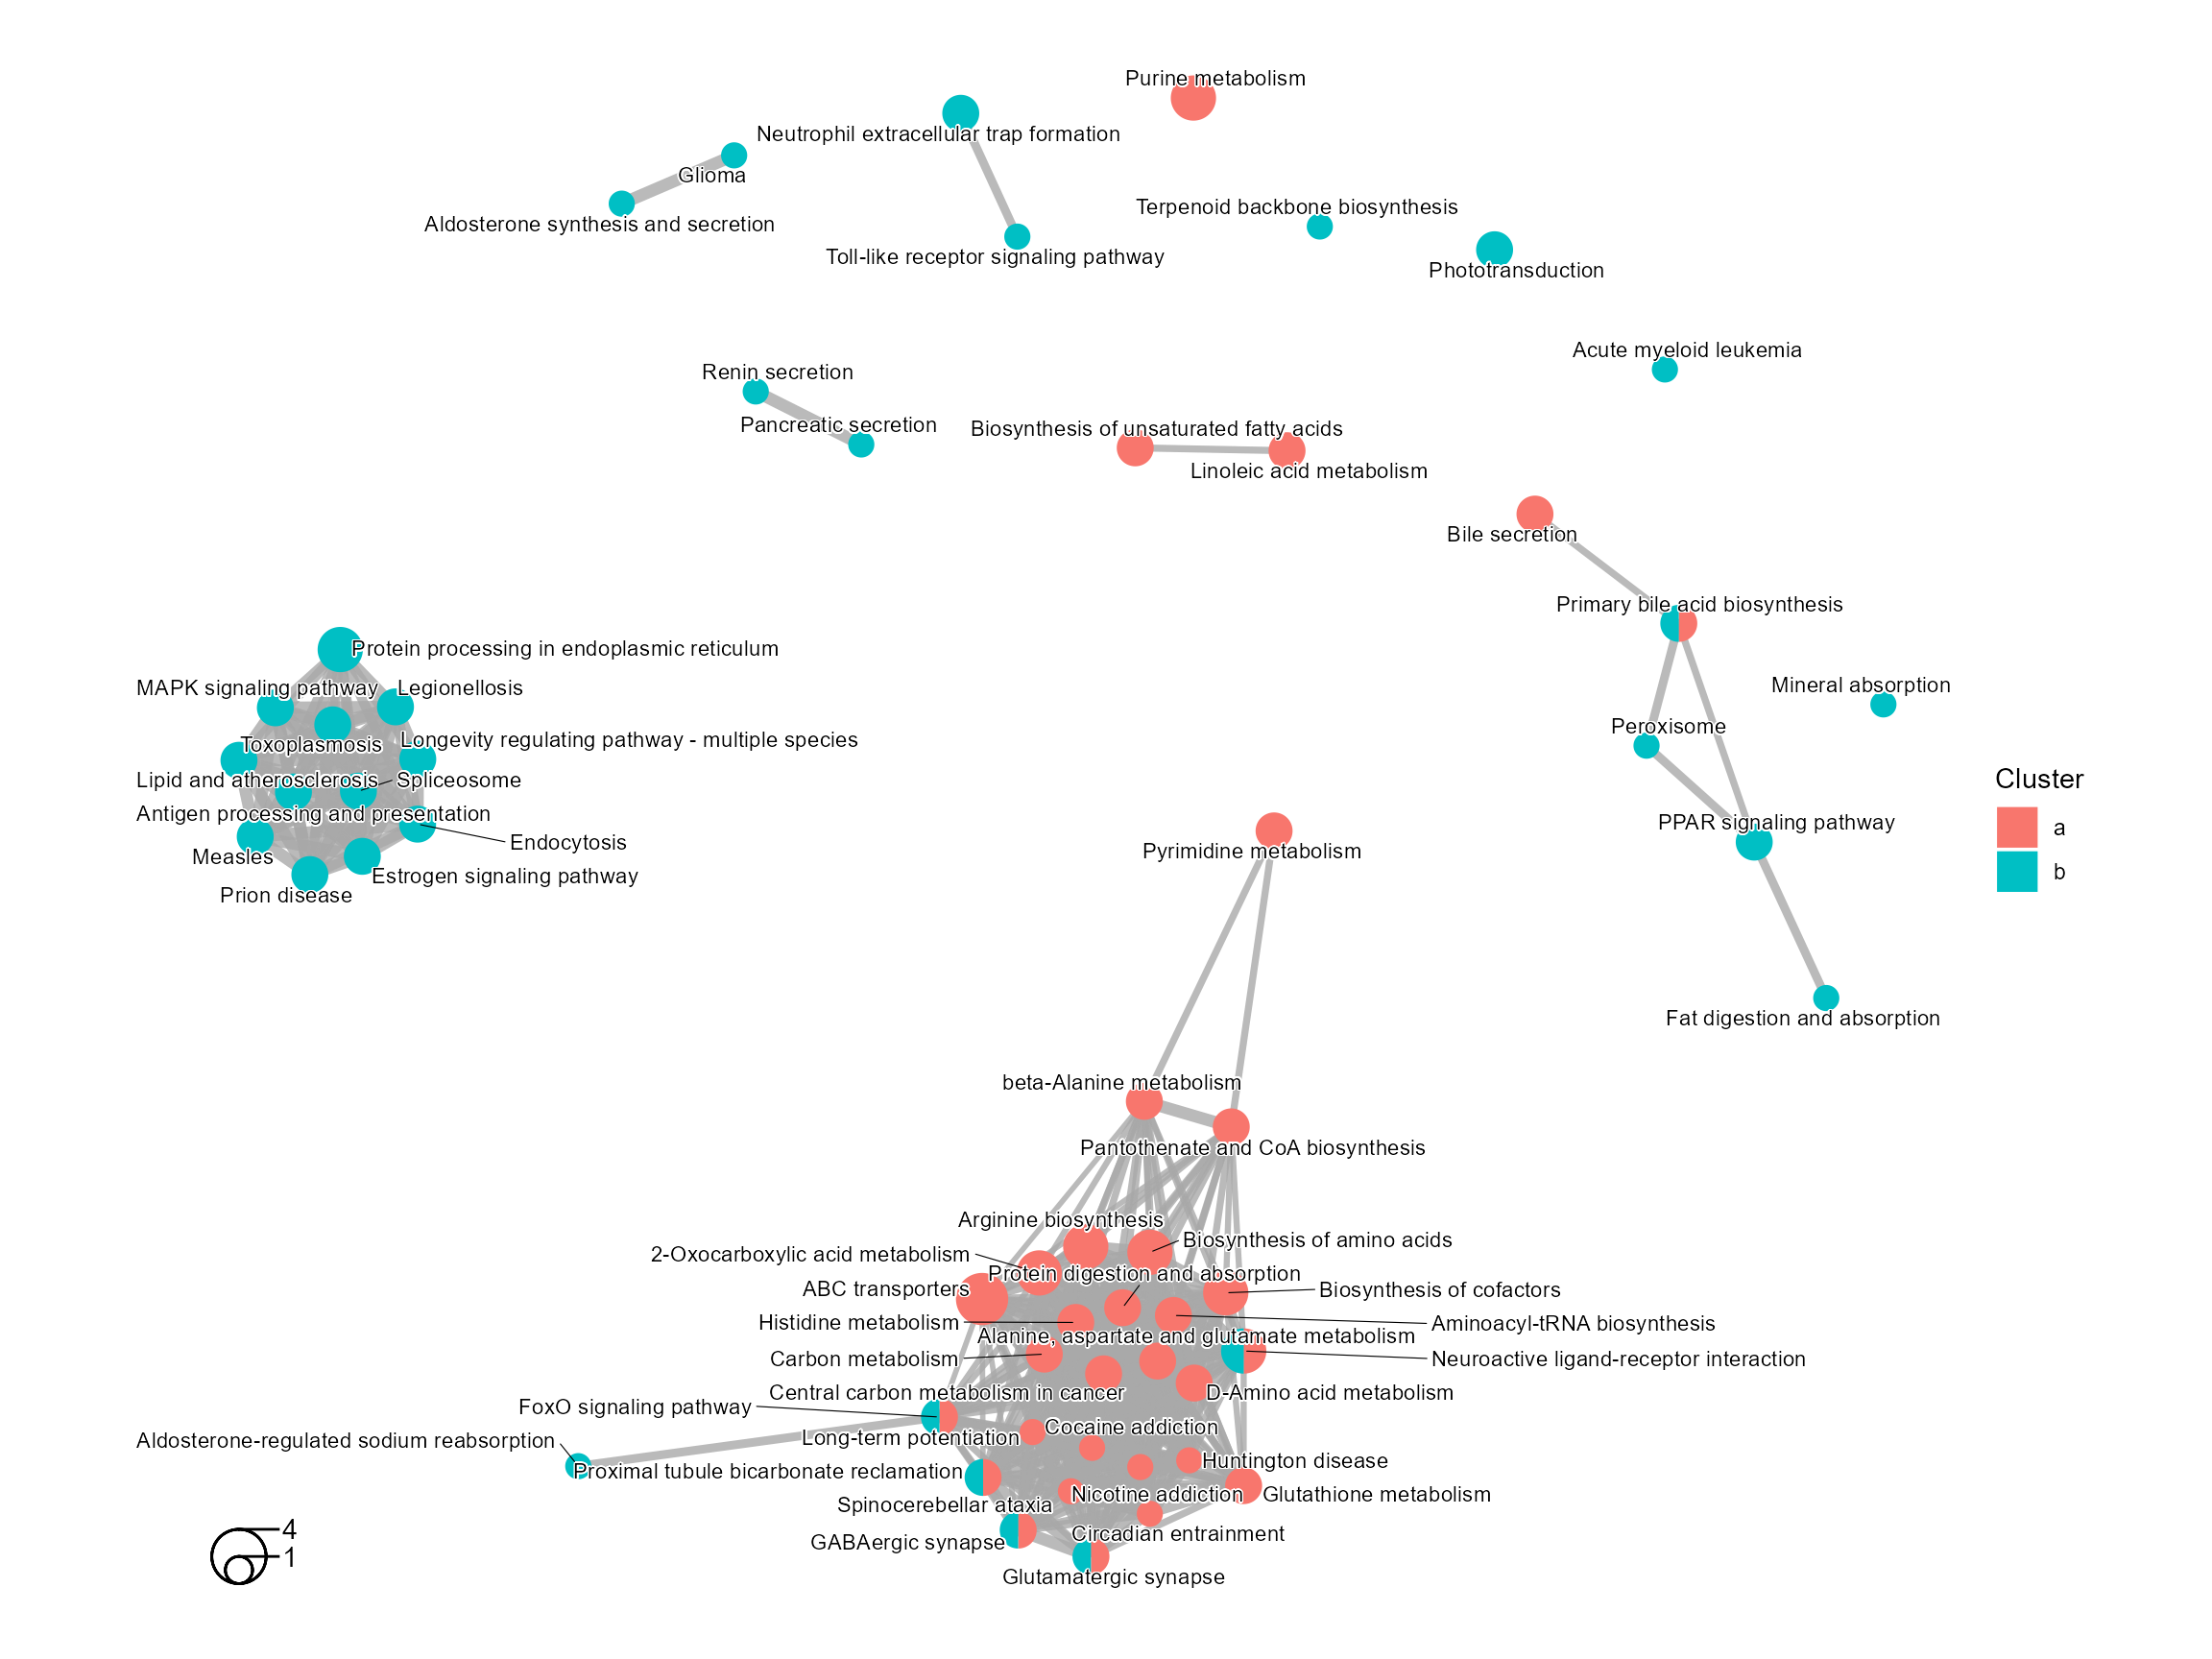 Purine metabolism
Neutrophil extracellular trap formation
Glioma
Terpenoid backbone biosynthesis
Aldosterone synthesis and secretion
Toll-like receptor signaling pathway
Phototransduction
Acute myeloid leukemia
Renin secretion
Pancreatic secretion
Biosynthesis of unsaturated fatty acids
Linoleic acid metabolism
Bile secretion
Primary bile acid biosynthesis
Protein processing in endoplasmic reticulum
MAPK signaling pathway
Legionellosis
Mineral absorption
Peroxisome
Toxoplasmosis
Longevity regulating pathway - multiple species
Lipid and atherosclerosis
Spliceosome
Cluster
a
b
Antigen processing and presentation
PPAR signaling pathway
Endocytosis
Measles
Pyrimidine metabolism
Estrogen signaling pathway
Prion disease
Fat digestion and absorption
beta-Alanine metabolism
Pantothenate and CoA biosynthesis
Arginine biosynthesis
Biosynthesis of amino acids
2-Oxocarboxylic acid metabolism
Protein digestion and absorption
ABC transporters
Biosynthesis of cofactors
Histidine metabolism
Aminoacyl-tRNA biosynthesis
Alanine, aspartate and glutamate metabolism
Carbon metabolism
Neuroactive ligand-receptor interaction
Central carbon metabolism in cancer
D-Amino acid metabolism
FoxO signaling pathway
Cocaine addiction
Long-term potentiation
Aldosterone-regulated sodium reabsorption
Huntington disease
Proximal tubule bicarbonate reclamation
Nicotine addiction
Glutathione metabolism
Spinocerebellar ataxia
Circadian entrainment
GABAergic synapse
Glutamatergic synapse
4
1